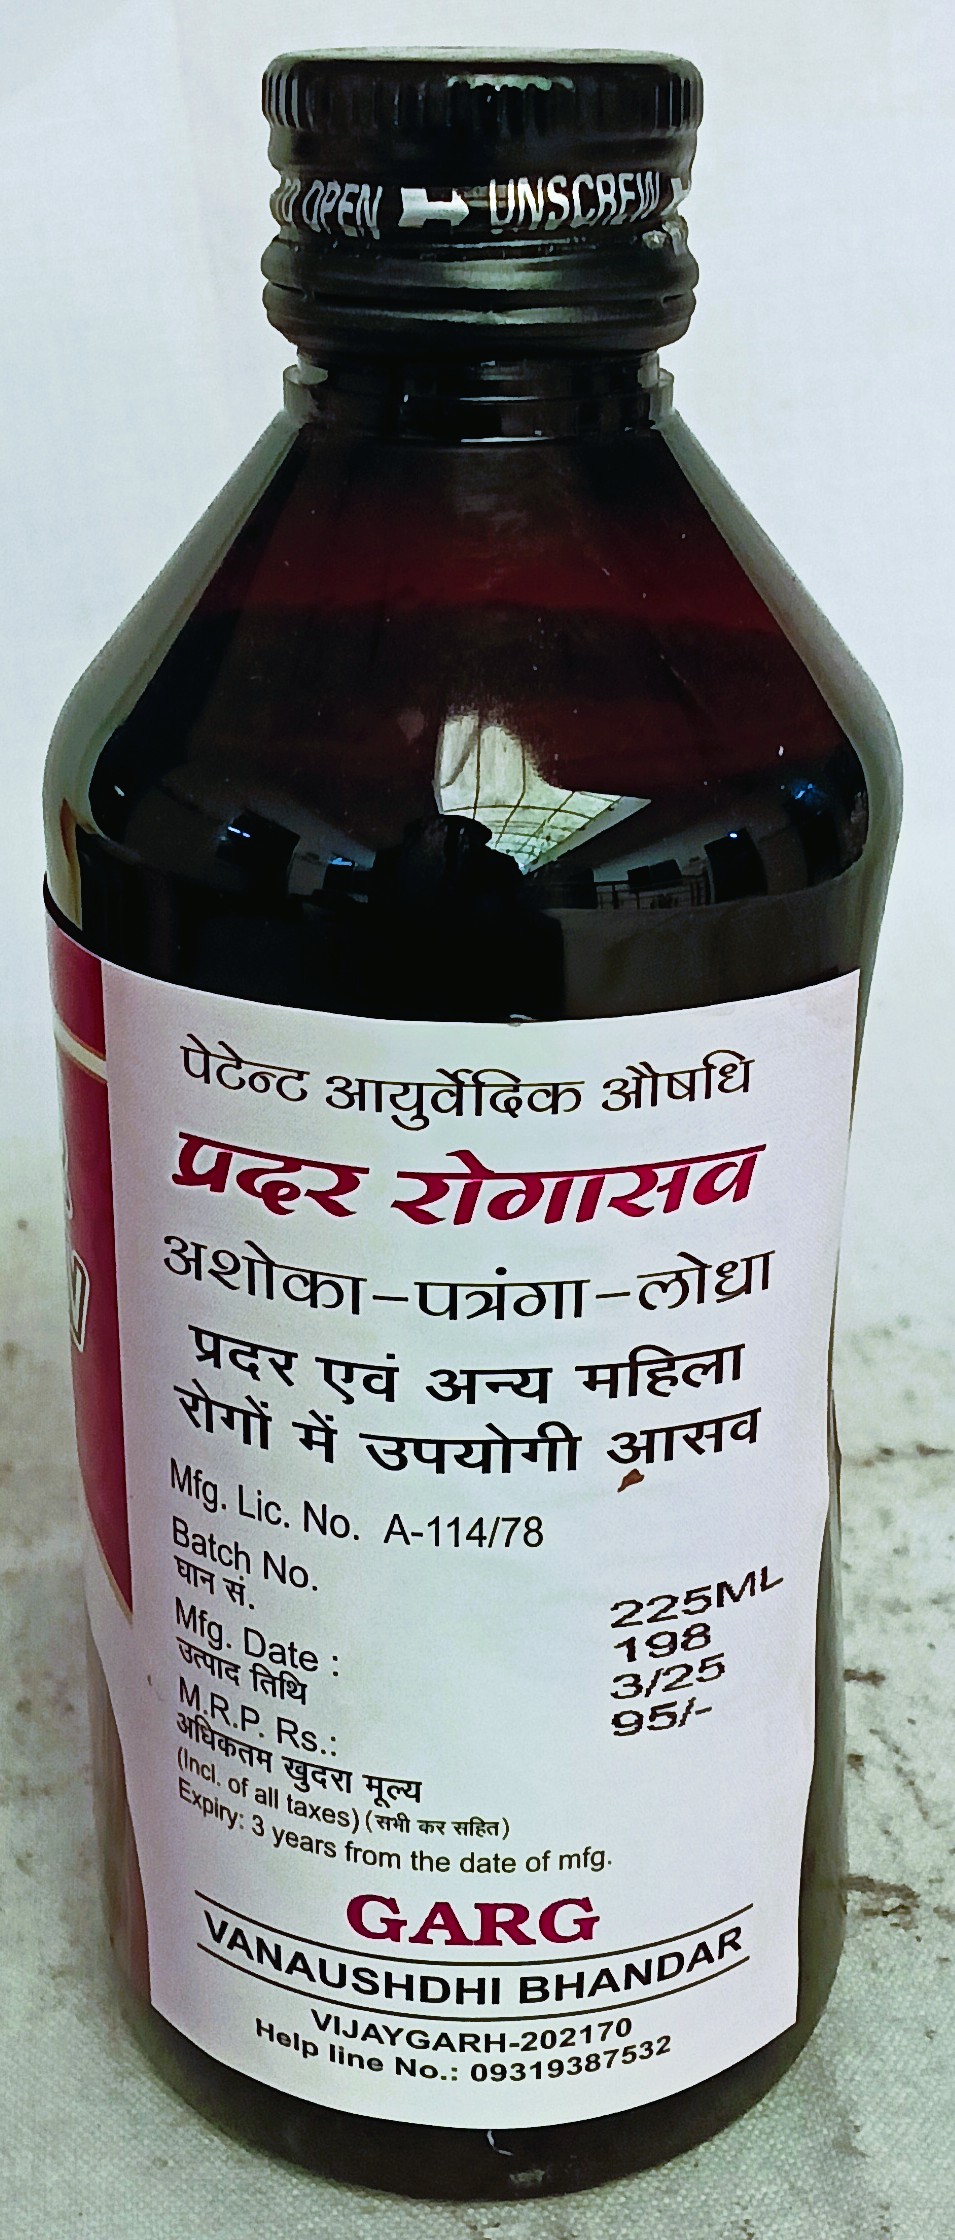 TO OPEN UNSCREW
पेटेन्ट आयुर्वेदिक औषधि
प्रदर रोगासव
अशोका-पत्रंगा-लोध्रा
प्रदर एवं अन्य महिला
रोगों में उपयोगी आसव
Mfg. Lic. No. A-114/78
Batch No.
घान सं.
225ML
Mfg. Date :
198
उत्पाद तिथि
3/25
M.R.P. Rs.:
95/-
अधिकतम खुदरा मूल्य
(Incl. of all taxes) (सभी कर सहित)
Expiry: 3 years from the date of mfg.
GARG
VANAUSHDHI BHANDAR
VIJAYGARH-202170
Help line No.: 09319387532